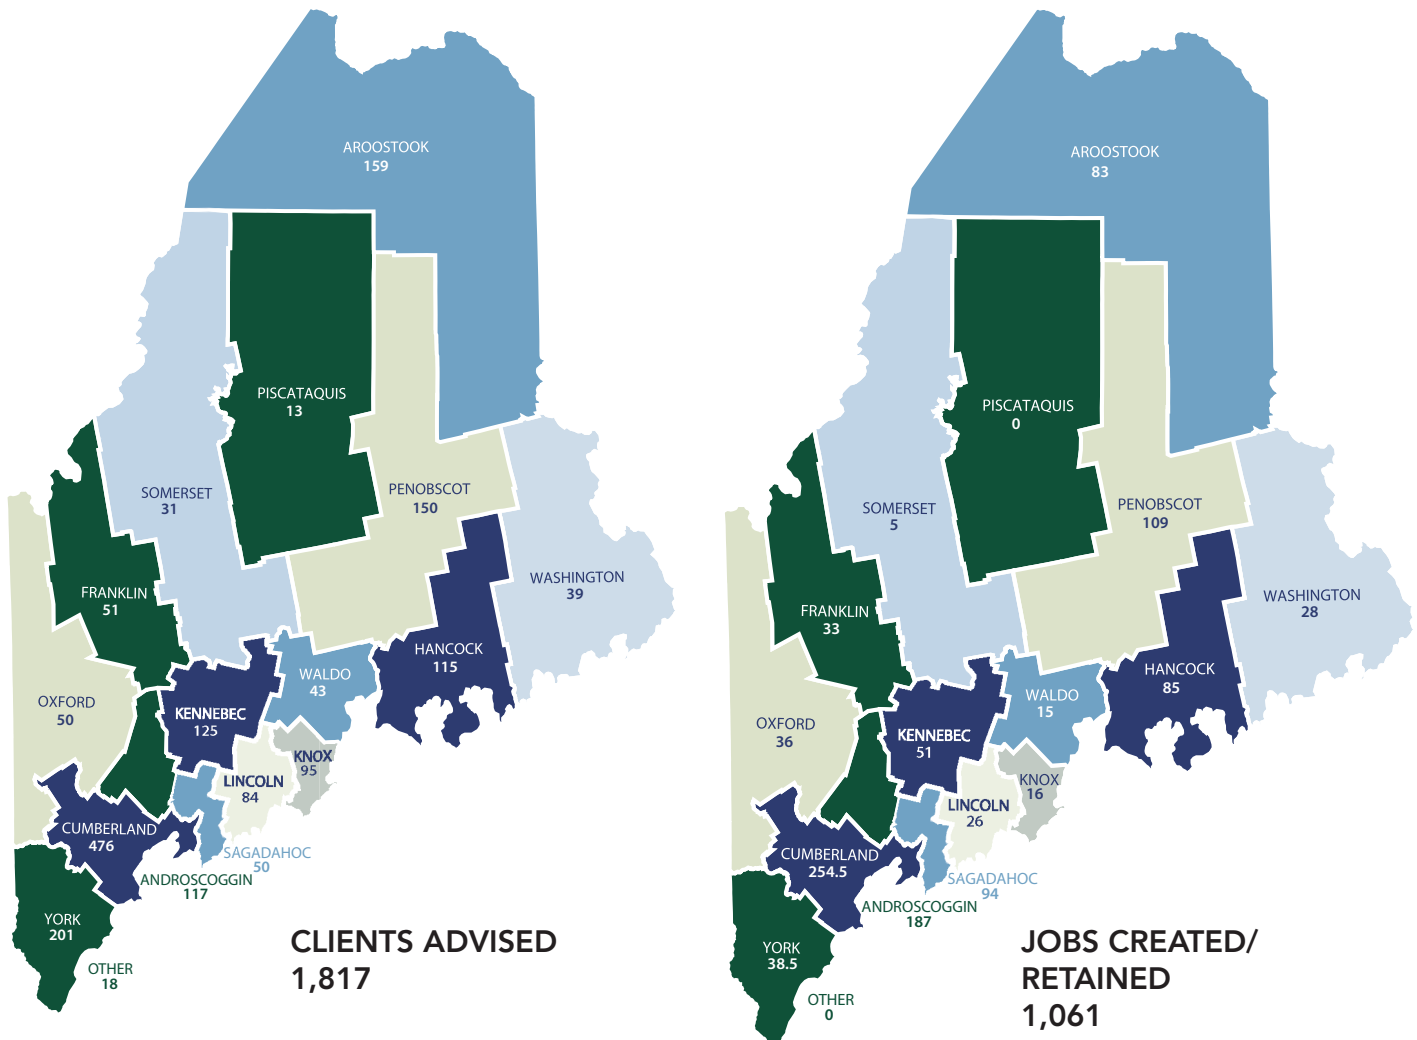 AROOSTOOK
159
PISCATAQUIS
13
SOMERSET
31
PENOBSCOT
150
WASHINGTON
39
FRANKLIN
51
HANCOCK
115
WALDO
43
OXFORD
50
KENNEBEC
125
KNOX
95
LINCOLN
84
CUMBERLAND
476
SAGADAHOC
50
ANDROSCOGGIN
117
YORK
201
OTHER
18
CLIENTS ADVISED
1,817
AROOSTOOK
83
PISCATAQUIS
0
SOMERSET
5
PENOBSCOT
109
WASHINGTON
28
FRANKLIN
33
HANCOCK
85
WALDO
15
OXFORD
36
KENNEBEC
51
KNOX
16
LINCOLN
26
CUMBERLAND
254.5
SAGADAHOC
94
ANDROSCOGGIN
187
YORK
38.5
OTHER
0
JOBS CREATED/
RETAINED
1,061